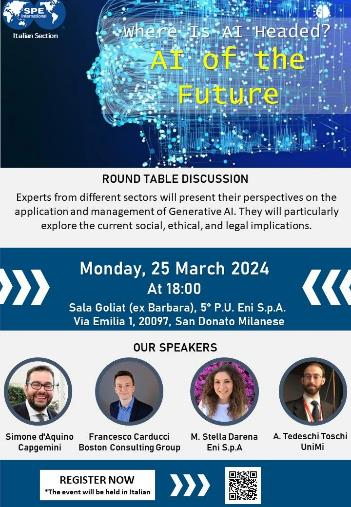 SPE
International
Italian Section
Where Is AI Headed?
AI of the
Future
ROUND TABLE DISCUSSION
Experts from different sectors will present their perspectives on the
application and management of Generative AI. They will particularly
explore the current social, ethical, and legal implications.
Monday, 25 March 2024
At 18:00
Sala Goliat (ex Barbara), 5° P.U. Eni S.p.A.
Via Emilia 1, 20097, San Donato Milanese
OUR SPEAKERS
Simone d'Aquino
Capgemini
Francesco Carducci
Boston Consulting Group
M. Stella Darena
Eni S.p.A
A. Tedeschi Toschi
UniMi
REGISTER NOW
*The event will be held in Italian